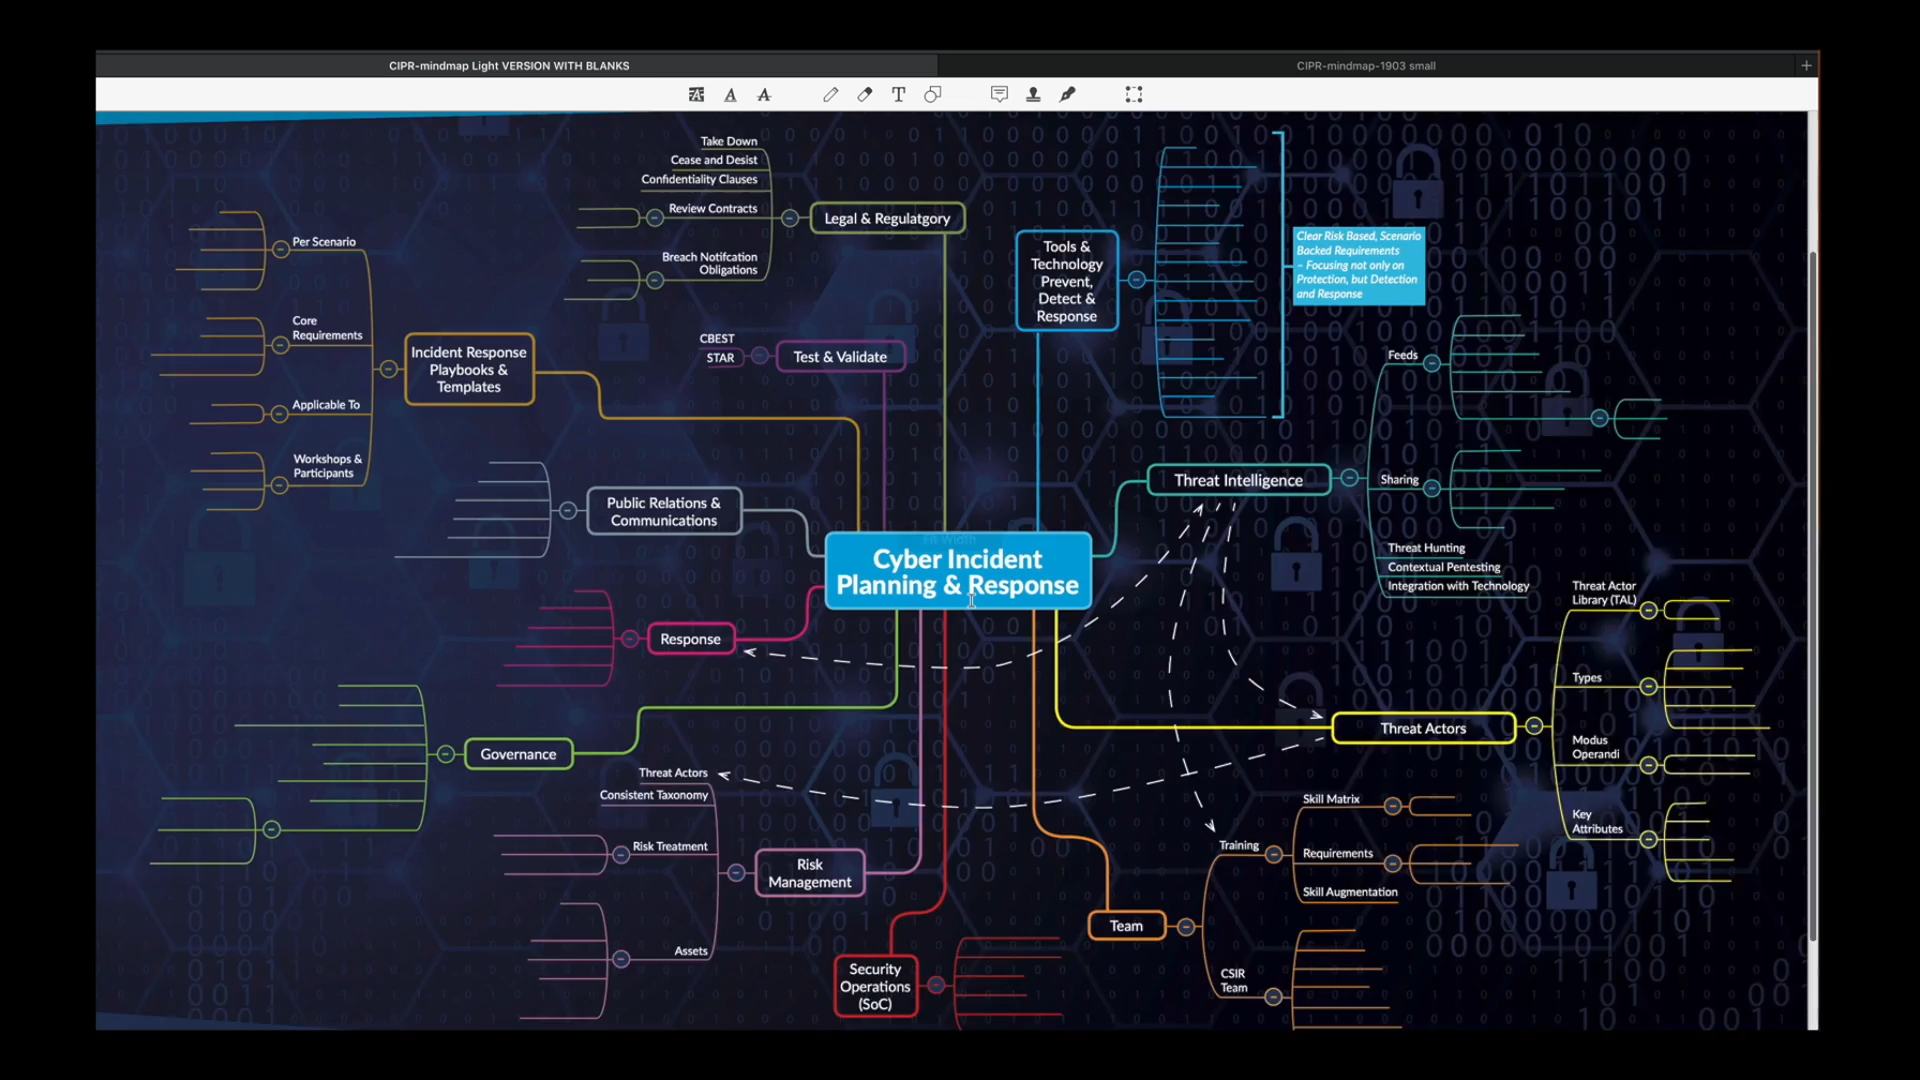 CIPR-mindmap Light VERSION WITH BLANKS
CIPR-mindmap-1903 small
Take Down
Cease and Desist
Confidentiality Clauses
Review Contracts
Breach Notifcation
Obligations
Legal & Regulatgory
Per Scenario
Core
Requirements
Applicable To
Workshops &
Participants
Incident Response
Playbooks &
Templates
CBEST
STAR
Test & Validate
Public Relations &
Communications
Response
Governance
Threat Actors
Consistent Taxonomy
Risk Treatment
Assets
Risk
Management
Security
Operations
(SoC)
Fit Width
Cyber Incident
Planning & Response
Tools &
Technology
Prevent,
Detect &
Response
Clear Risk Based, Scenario
Backed Requirements
– Focusing not only on
Protection, but Detection
and Response
Threat Intelligence
Feeds
Sharing
Threat Hunting
Contextual Pentesting
Integration with Technology
Threat Actors
Threat Actor
Library (TAL)
Types
Modus
Operandi
Key
Attributes
Team
Training
Skill Matrix
Requirements
Skill Augmentation
CSIR
Team